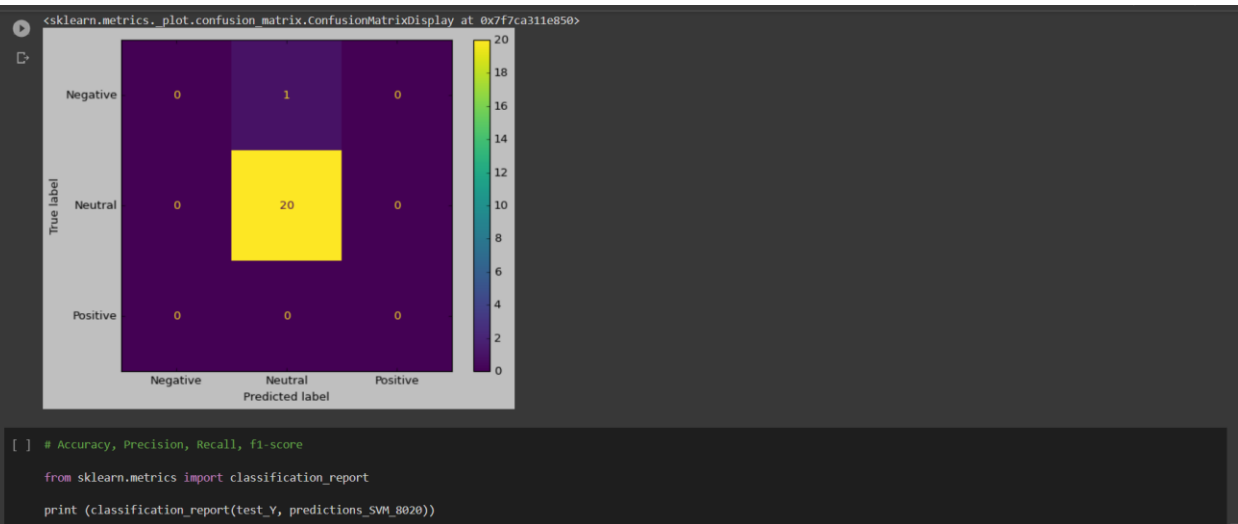 <sklearn.metrics._plot.confusion_matrix.ConfusionMatrixDisplay at 0x7f7ca311e850>
20
18
16
14
12
10
8
6
4
2
0
True label
Negative 0 1 0
Neutral 0 20 0
Positive 0 0 0
Negative Neutral Positive
Predicted label
[ ] # Accuracy, Precision, Recall, f1-score
from sklearn.metrics import classification_report
print (classification_report(test_Y, predictions_SVM_8020))